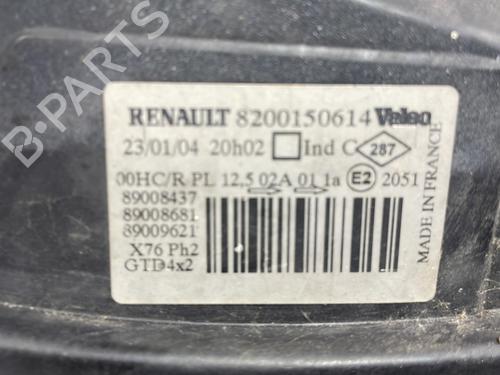 RENAULT 8200150614 Valeo
23/01/04 20h02 Ind C 287
00HC/R PL 12,5 02A 01 1a E2 2051
89008437
89008681
89009621
X76 Ph2
GTD4x2
MADE IN FRANCE
B-PARTS